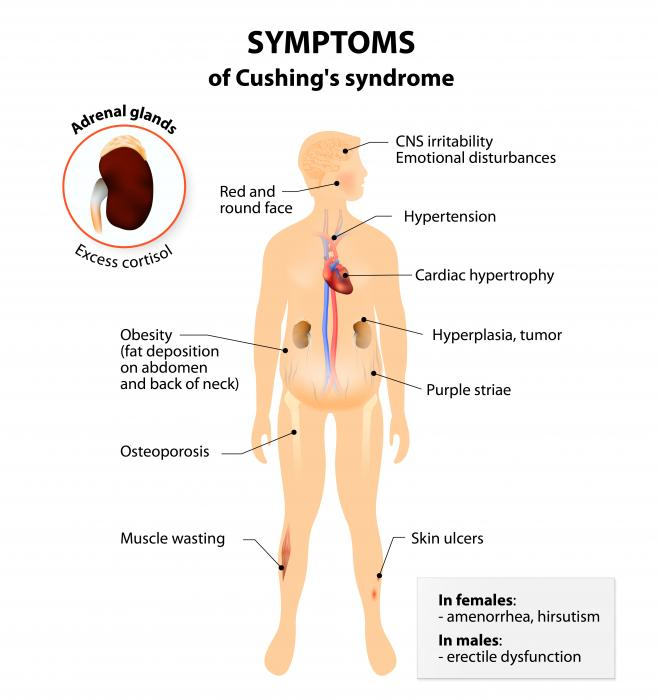 SYMPTOMS
of Cushing's syndrome
Adrenal glands
Excess cortisol
CNS irritability
Emotional disturbances
Red and
round face
Hypertension
Cardiac hypertrophy
Obesity
(fat deposition
on abdomen
and back of neck)
Hyperplasia, tumor
Purple striae
Osteoporosis
Muscle wasting
Skin ulcers
In females:
- amenorrhea, hirsutism
In males:
- erectile dysfunction